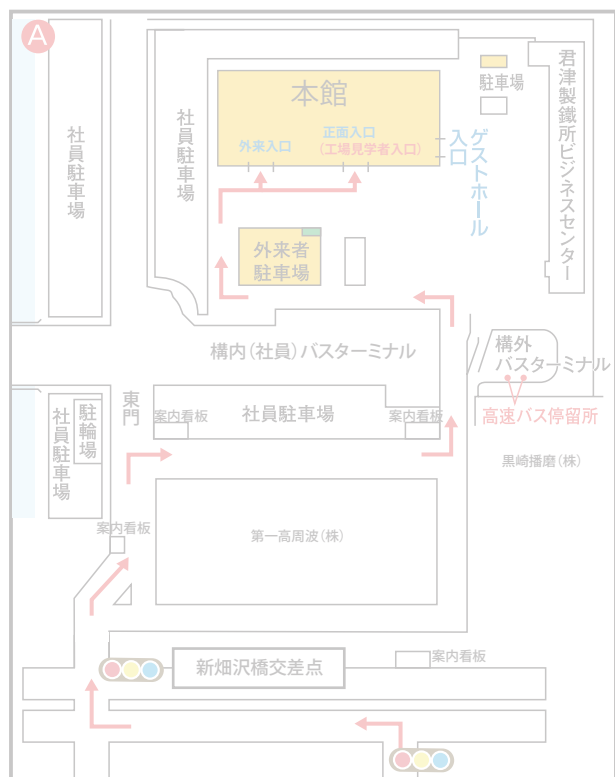 A
社員駐車場
社員駐車場
本館
外来入口
正面入口
(工場見学者入口)
ゲストホール
入口
駐車場
君津製鐵所ビジネスセンター
外来者
駐車場
構内(社員)バスターミナル
構外
バスターミナル
高速バス停留所
東門
案内看板
社員駐車場
案内看板
駐輪場
社員駐車場
黒崎播磨(株)
案内看板
第一高周波(株)
新畑沢橋交差点
案内看板